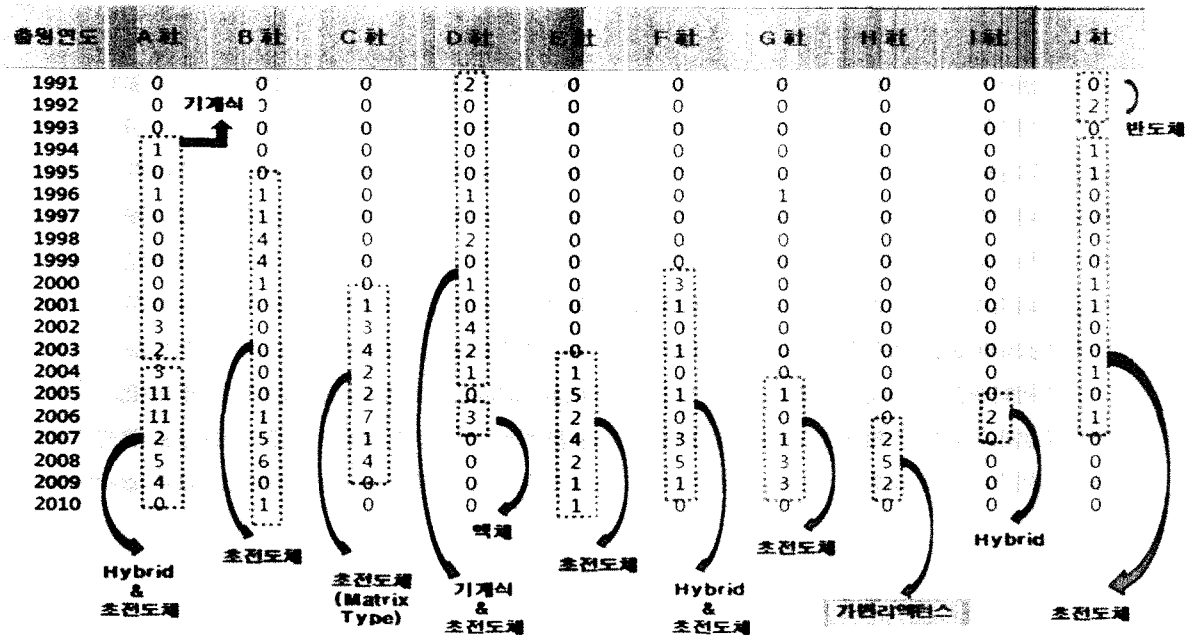 출원연도 A社 B社 C社 D社 E社 F社 G社 H社 I社 J社
1991 0 0 0 2 0 0 0 0 0 0
1992 0 기계식 0 0 0 0 0 0 0 2
1993 0 0 0 0 0 0 0 0 0 0 반도체
1994 1 0 0 0 0 0 0 0 0 1
1995 0 0 0 0 0 0 0 0 0 1
1996 1 1 0 1 0 0 1 0 0 0
1997 0 1 0 0 0 0 0 0 0 0
1998 0 4 0 2 0 0 0 0 0 0
1999 0 4 0 0 0 0 0 0 0 0
2000 0 1 0 1 0 3 0 0 0 1
2001 0 0 1 0 0 1 0 0 0 1
2002 3 0 3 4 0 0 0 0 0 0
2003 2 0 4 2 0 1 0 0 0 0
2004 3 0 2 1 1 0 0 0 0 1
2005 11 0 2 0 5 1 1 0 0 0
2006 11 1 7 3 2 0 0 0 2 1
2007 2 5 1 0 4 3 1 2 0 0
2008 5 6 4 0 2 5 3 5 0 0
2009 4 0 0 0 1 1 3 2 0 0
2010 0 1 0 0 1 0 0 0 0 0
액체
Hybrid
&
초전도체
초전도체
초전도체
(Matrix
Type)
기계식
&
초전도체
초전도체
Hybrid
&
초전도체
초전도체
가변리액턴스
Hybrid
초전도체